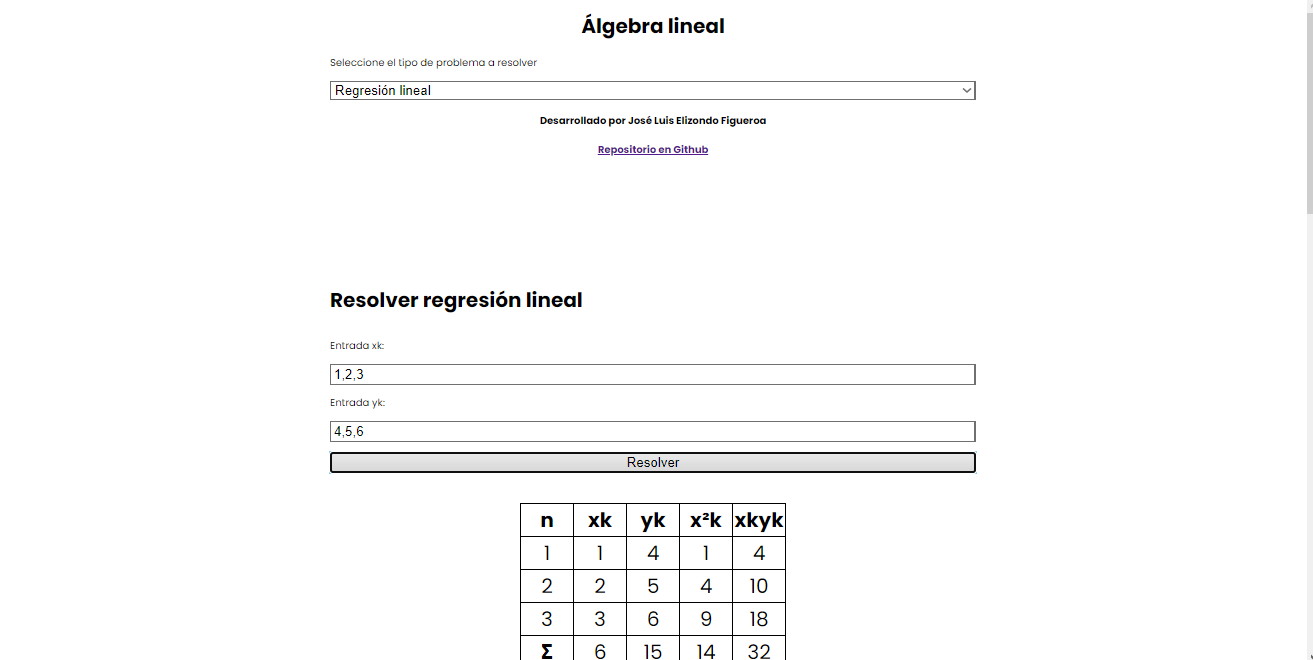 Álgebra lineal
Seleccione el tipo de problema a resolver
Regresión lineal
Desarrollado por José Luis Elizondo Figueroa
Repositorio en Github
Resolver regresión lineal
Entrada xk:
1,2,3
Entrada yk:
4,5,6
Resolver
n xk yk x²k xkyk
1 1 4 1 4
2 2 5 4 10
3 3 6 9 18
Σ 6 15 14 32